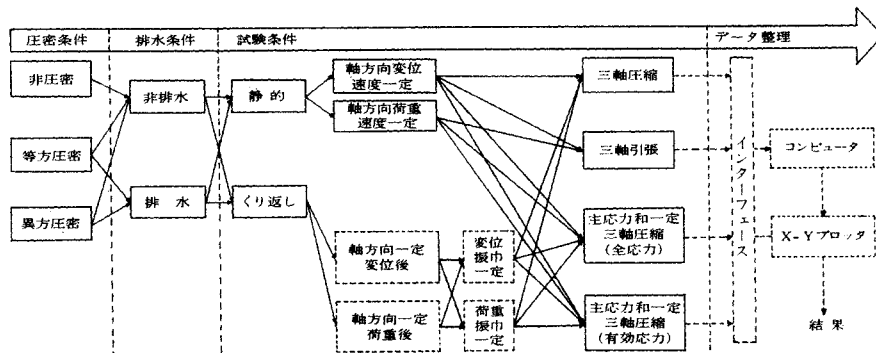 圧密条件
排水条件
試験条件
データ整理
非圧密
等方圧密
異方圧密
非排水
排 水
静 的
くり返し
軸方向変位
速度一定
軸方向荷重
速度一定
軸方向一定
変位後
軸方向一定
荷重後
変位
振巾
一定
荷重
振巾
一定
三軸圧縮
三軸引張
主応力和一定
三軸圧縮
(全応力)
主応力和一定
三軸圧縮
(有効応力)
インターフェース
コンピュータ
X-Yプロッタ
結果